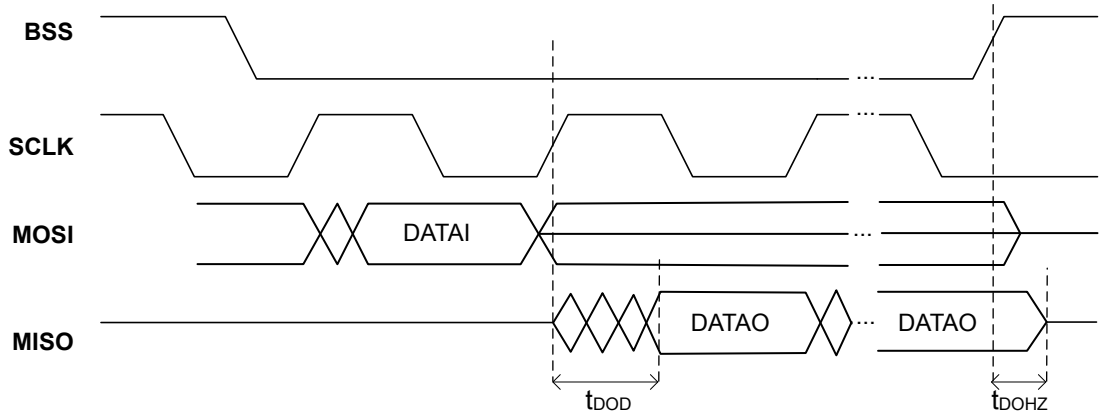 BSS
...
SCLK
...
MOSI
DATAI
...
MISO
DATAO
...
DATAO
tDOD
tDOHZ